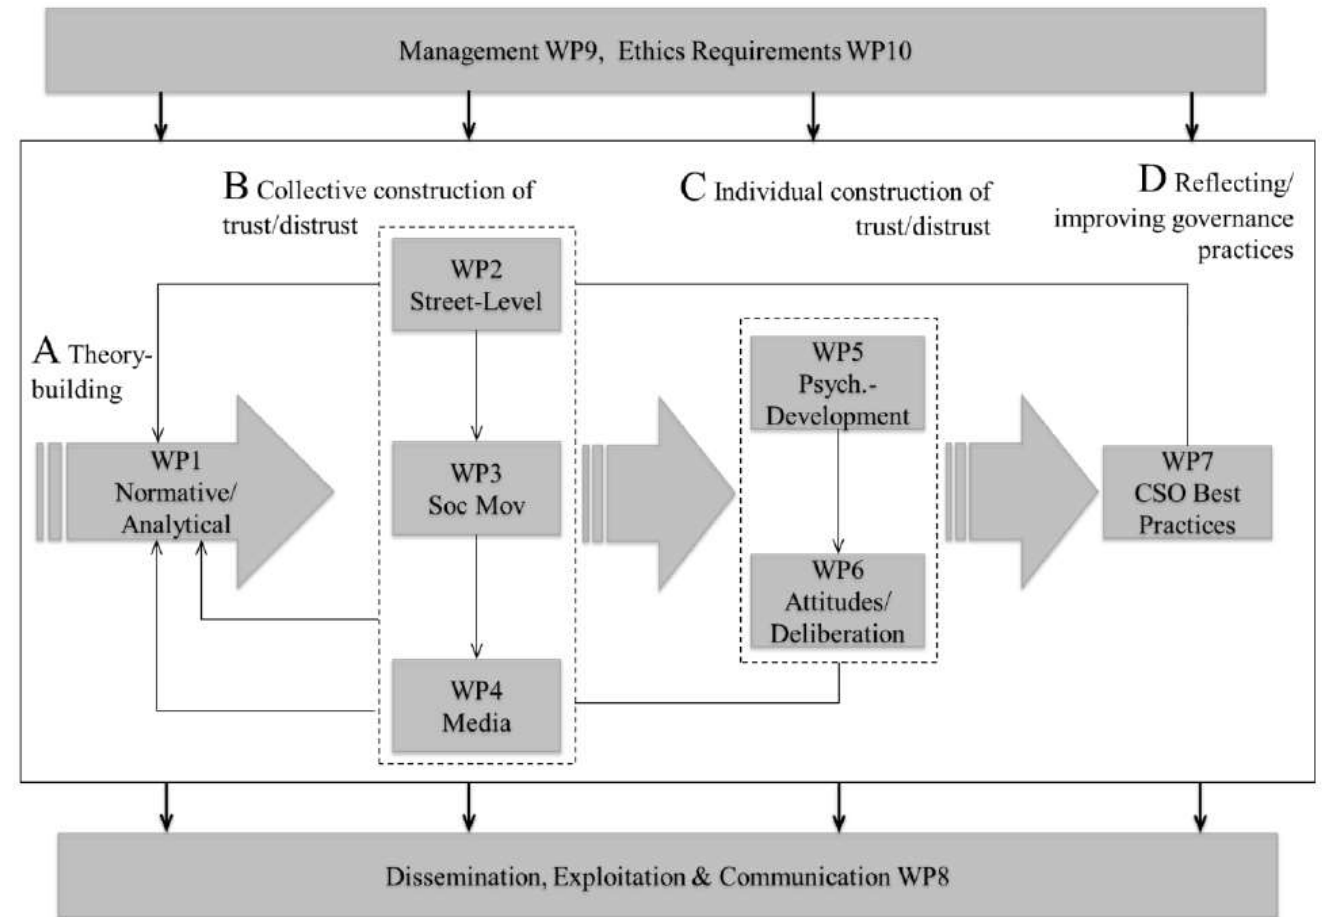 Management WP9, Ethics Requirements WP10
B Collective construction of
trust/distrust
C Individual construction of
trust/distrust
D Reflecting/
improving governance
practices
A Theory-
building
WP1
Normative/
Analytical
WP2
Street-Level
WP3
Soc Mov
WP4
Media
WP5
Psych.-
Development
WP6
Attitudes/
Deliberation
WP7
CSO Best
Practices
Dissemination, Exploitation & Communication WP8